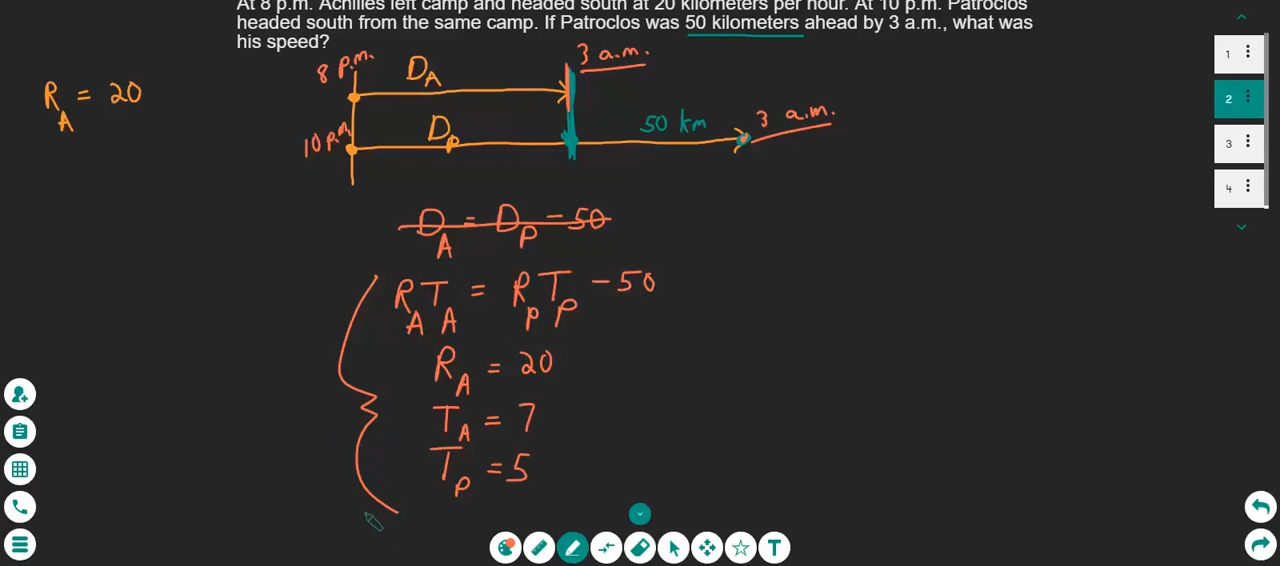 At 8 p.m. Achilles left camp and headed south at 20 kilometers per hour. At 10 p.m. Patroclos
headed south from the same camp. If Patroclos was 50 kilometers ahead by 3 a.m., what was
his speed?
8 p.m. D_A 3 a.m.
R_A = 20
10 p.m. D_P 50 km 3 a.m.
D_A = D_P - 50
R_A T_A = R_P T_P - 50
R_A = 20
T_A = 7
T_P = 5
1
2
3
4
T